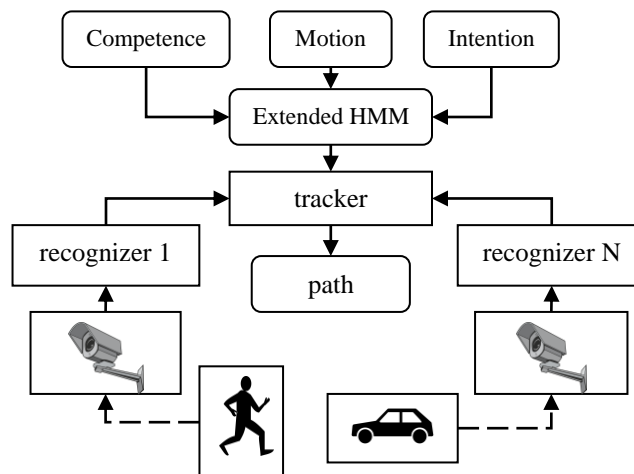 Competence
Motion
Intention
Extended HMM
tracker
recognizer 1
recognizer N
path